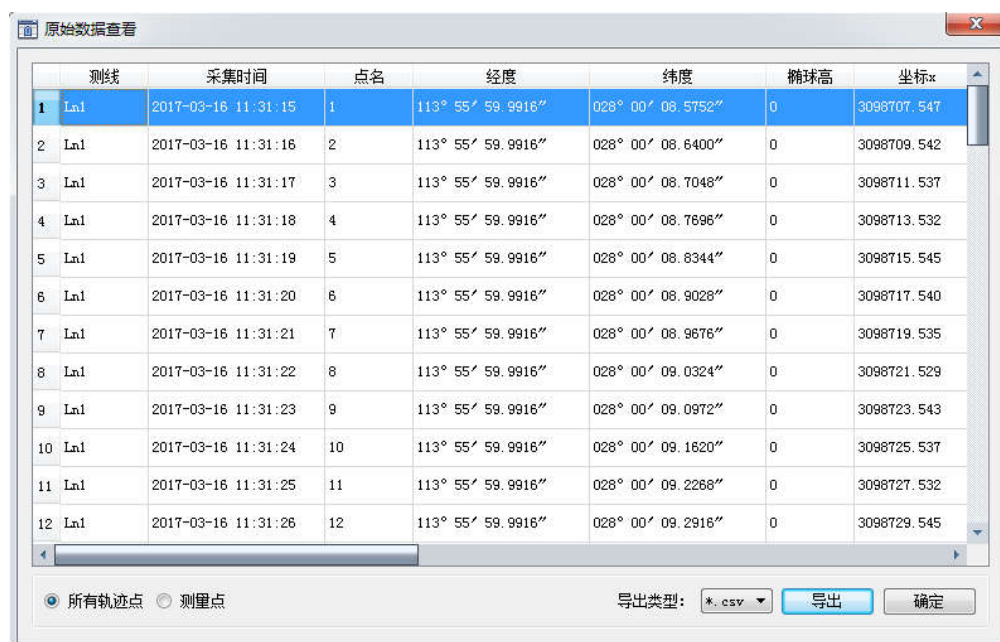 原始数据查看
测线 采集时间 点名 经度 纬度 椭球高 坐标x
1 Ln1 2017-03-16 11:31:15 1 113° 55′ 59.9916″ 028° 00′ 08.5752″ 0 3098707.547
2 Ln1 2017-03-16 11:31:16 2 113° 55′ 59.9916″ 028° 00′ 08.6400″ 0 3098709.542
3 Ln1 2017-03-16 11:31:17 3 113° 55′ 59.9916″ 028° 00′ 08.7048″ 0 3098711.537
4 Ln1 2017-03-16 11:31:18 4 113° 55′ 59.9916″ 028° 00′ 08.7696″ 0 3098713.532
5 Ln1 2017-03-16 11:31:19 5 113° 55′ 59.9916″ 028° 00′ 08.8344″ 0 3098715.545
6 Ln1 2017-03-16 11:31:20 6 113° 55′ 59.9916″ 028° 00′ 08.9028″ 0 3098717.540
7 Ln1 2017-03-16 11:31:21 7 113° 55′ 59.9916″ 028° 00′ 08.9676″ 0 3098719.535
8 Ln1 2017-03-16 11:31:22 8 113° 55′ 59.9916″ 028° 00′ 09.0324″ 0 3098721.529
9 Ln1 2017-03-16 11:31:23 9 113° 55′ 59.9916″ 028° 00′ 09.0972″ 0 3098723.543
10 Ln1 2017-03-16 11:31:24 10 113° 55′ 59.9916″ 028° 00′ 09.1620″ 0 3098725.537
11 Ln1 2017-03-16 11:31:25 11 113° 55′ 59.9916″ 028° 00′ 09.2268″ 0 3098727.532
12 Ln1 2017-03-16 11:31:26 12 113° 55′ 59.9916″ 028° 00′ 09.2916″ 0 3098729.545
所有轨迹点 测量点 导出类型: *.csv 导出 确定